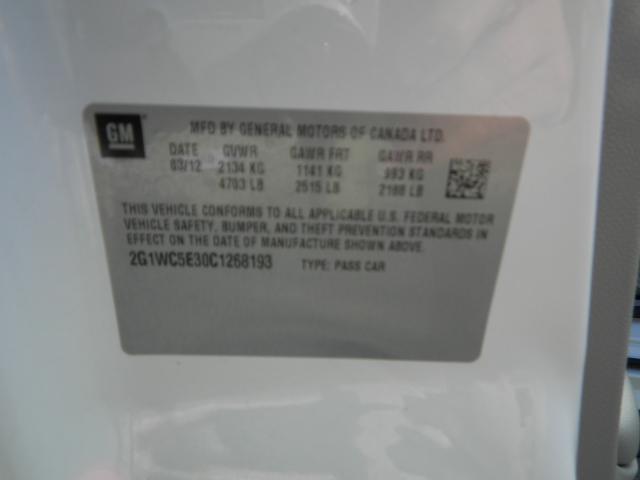 GM
MFD BY GENERAL MOTORS OF CANADA LTD.
DATE GVWR GAWR FRT GAWR RR
03/12 2134 KG 1141 KG 993 KG
4703 LB 2515 LB 2188 LB
THIS VEHICLE CONFORMS TO ALL APPLICABLE U.S. FEDERAL MOTOR
VEHICLE SAFETY, BUMPER, AND THEFT PREVENTION STANDARDS IN
EFFECT ON THE DATE OF MANUFACTURE SHOWN ABOVE.
2G1WC5E30C1268193 TYPE: PASS CAR